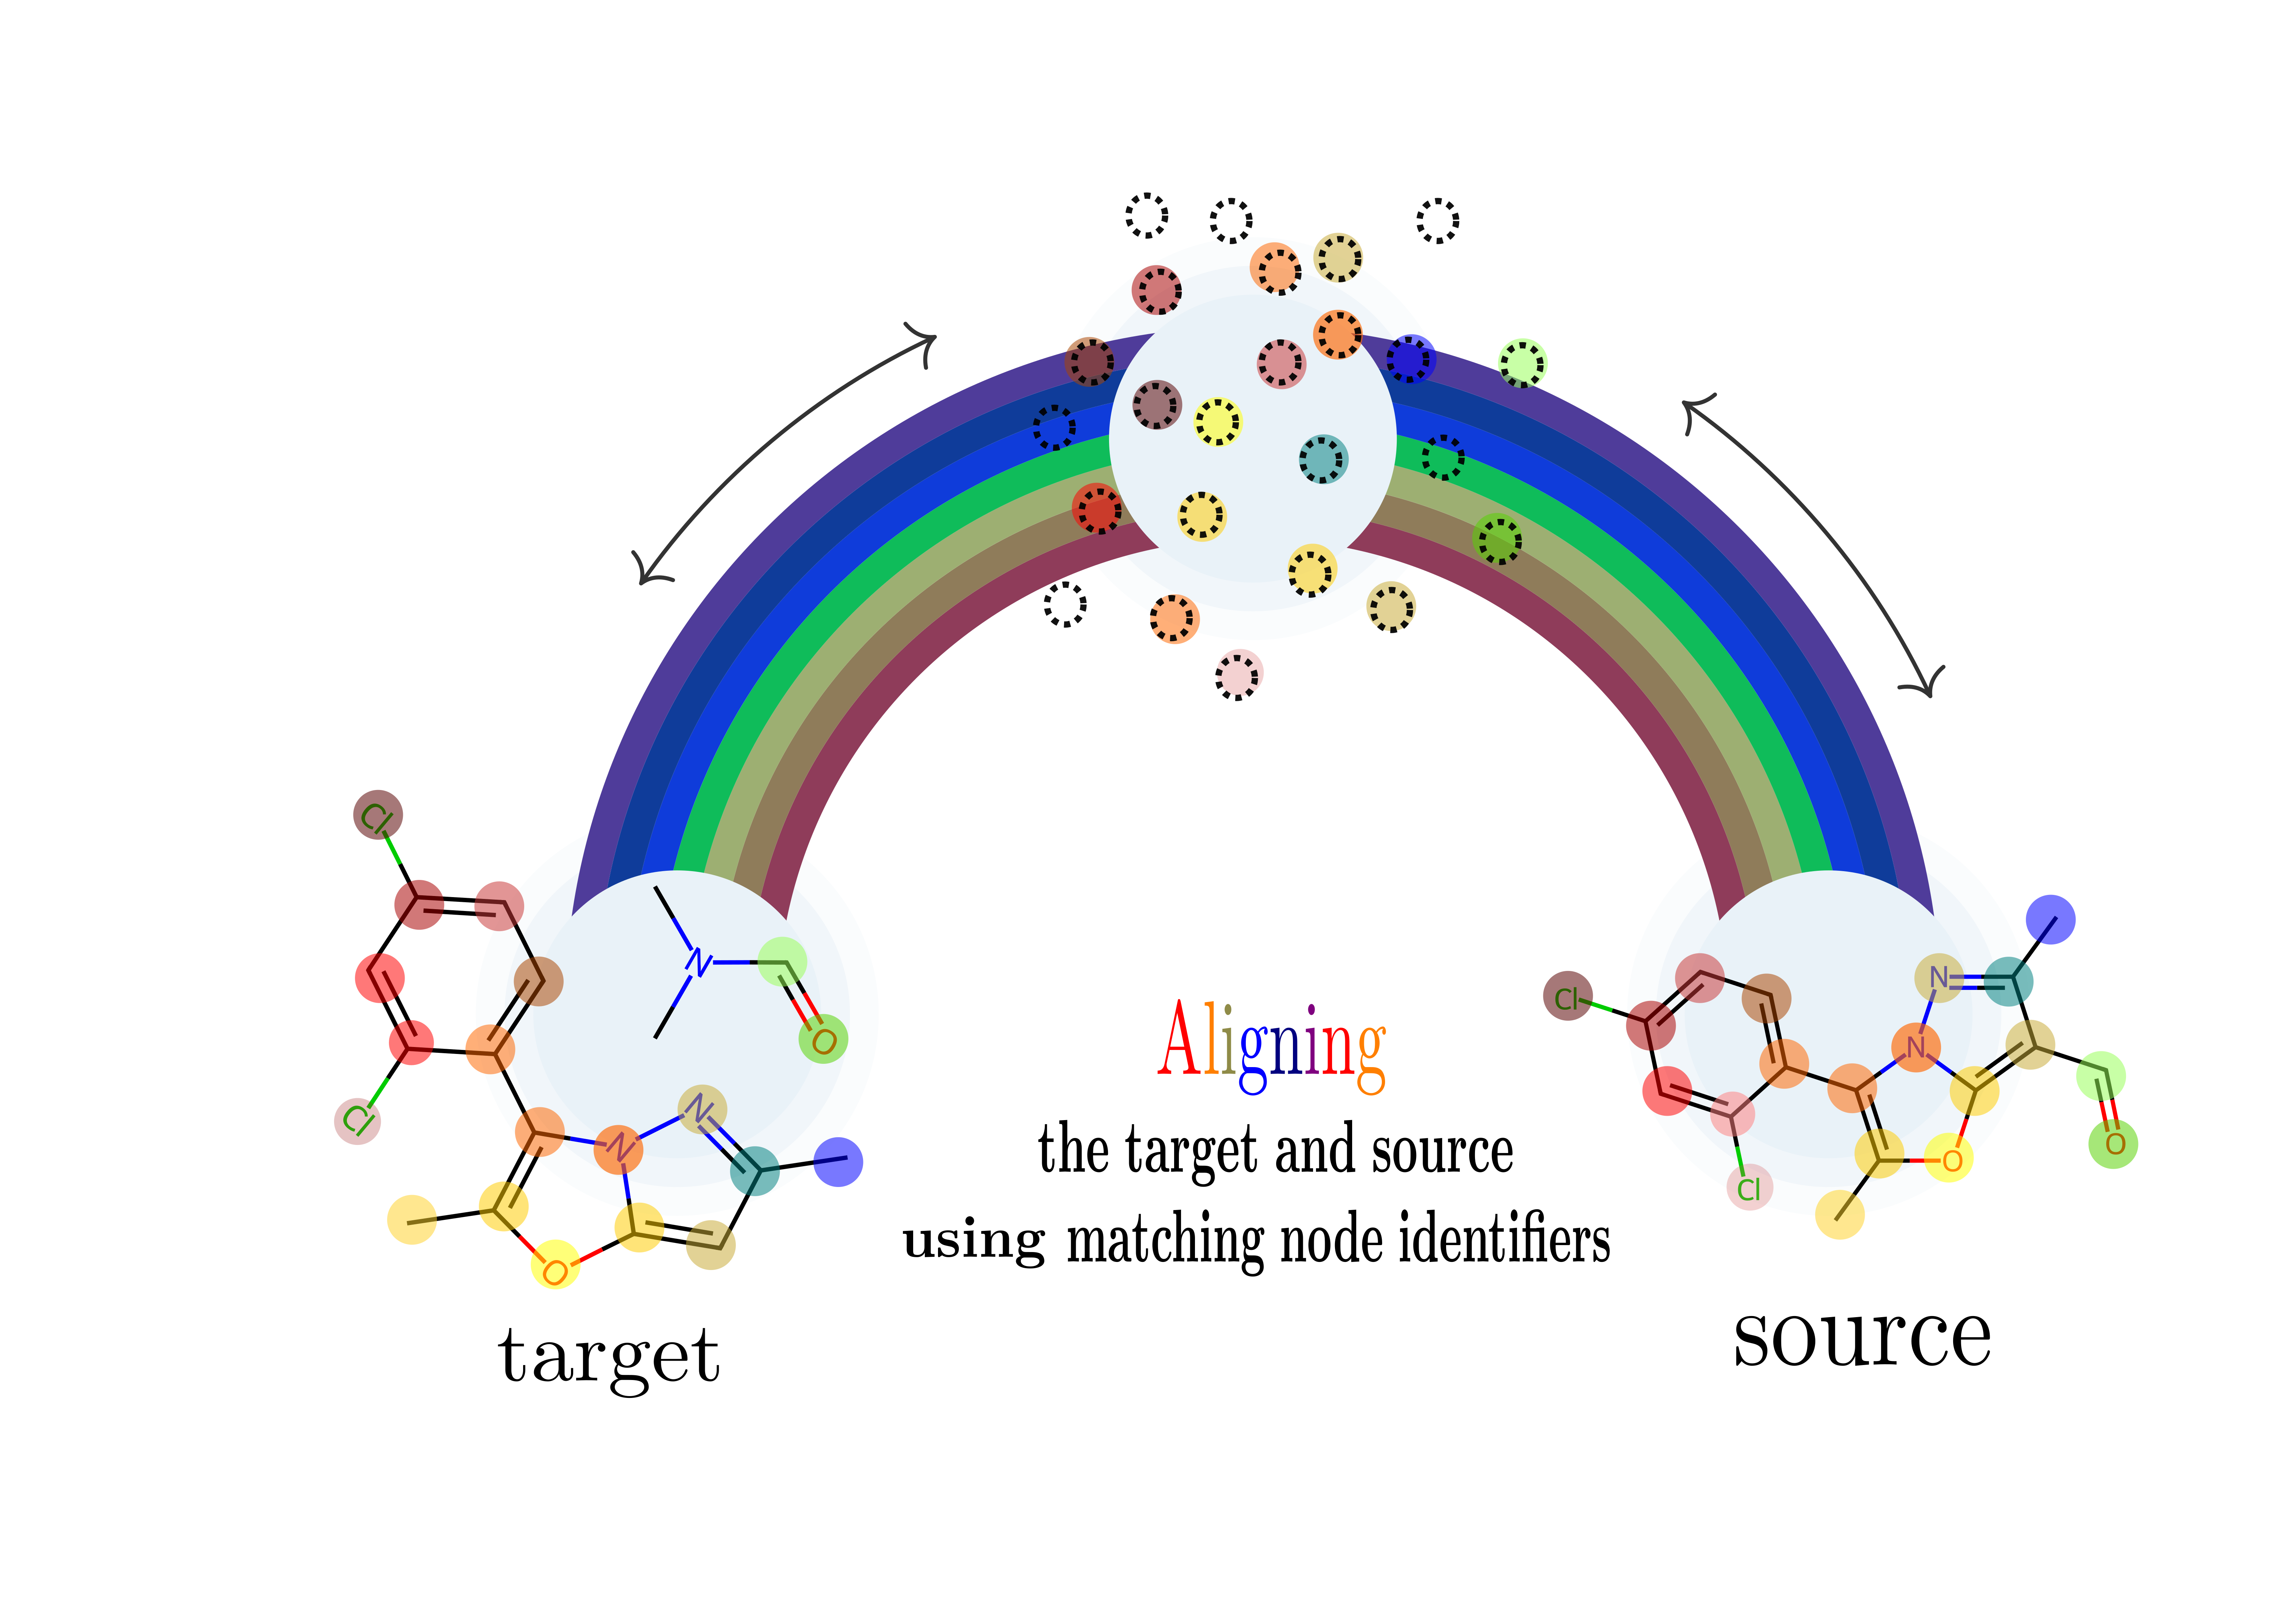 Cl
N
O
Cl
N
N
O
Aligning
the target and source
using matching node identifiers
target
Cl
N
N
O
O
Cl
source